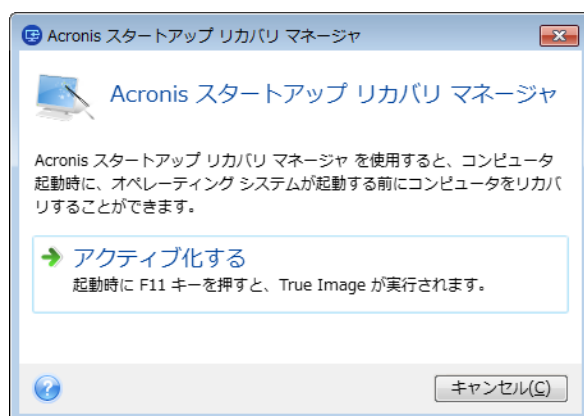 Acronis スタートアップ リカバリ マネージャ
Acronis スタートアップ リカバリ マネージャ
Acronis スタートアップ リカバリ マネージャ を使用すると、コンピュータ
起動時に、オペレーティング システムが起動する前にコンピュータをリカバ
リすることができます。
アクティブ化する
起動時に F11 キーを押すと、True Image が実行されます。
キャンセル(C)